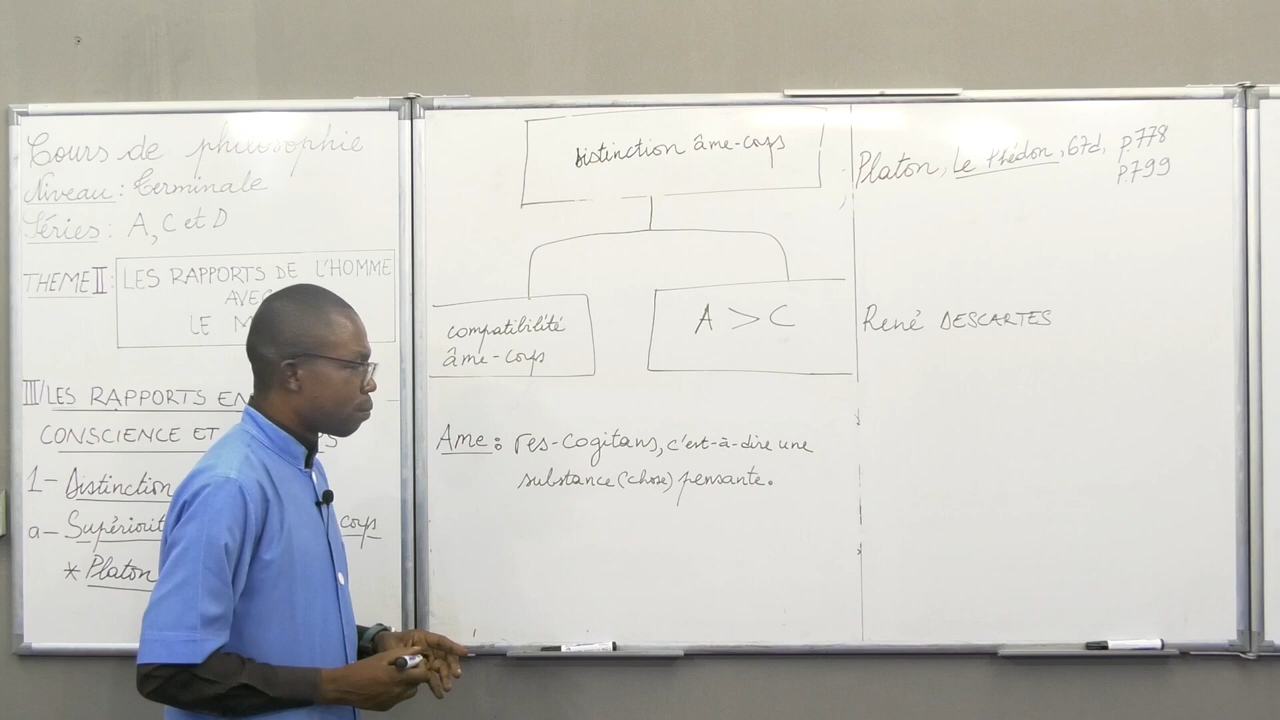 Cours de philosophie
Niveau : Terminale
Séries : A, C et D
THEME II : LES RAPPORTS DE L'HOMME
AVEC
LE M
III/ LES RAPPORTS EN
CONSCIENCE ET
1- Distinction
a- Supériorit corps
* Platon
distinction âme-corps
compatibilité
âme-corps
A > C
Ame : res-cogitans, c'est-à-dire une
substance (chose) pensante.
Platon, Le Phédon, 67d, p.778
p.799
René DESCARTES